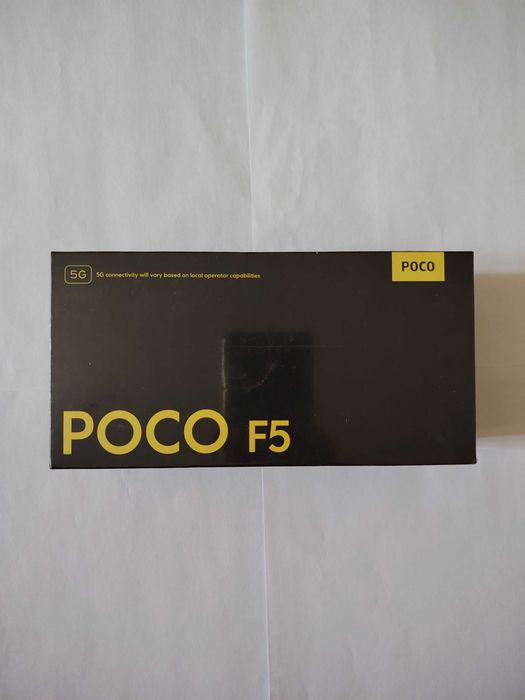 5G 5G connectivity will vary based on local operator capabilities
POCO
POCO F5